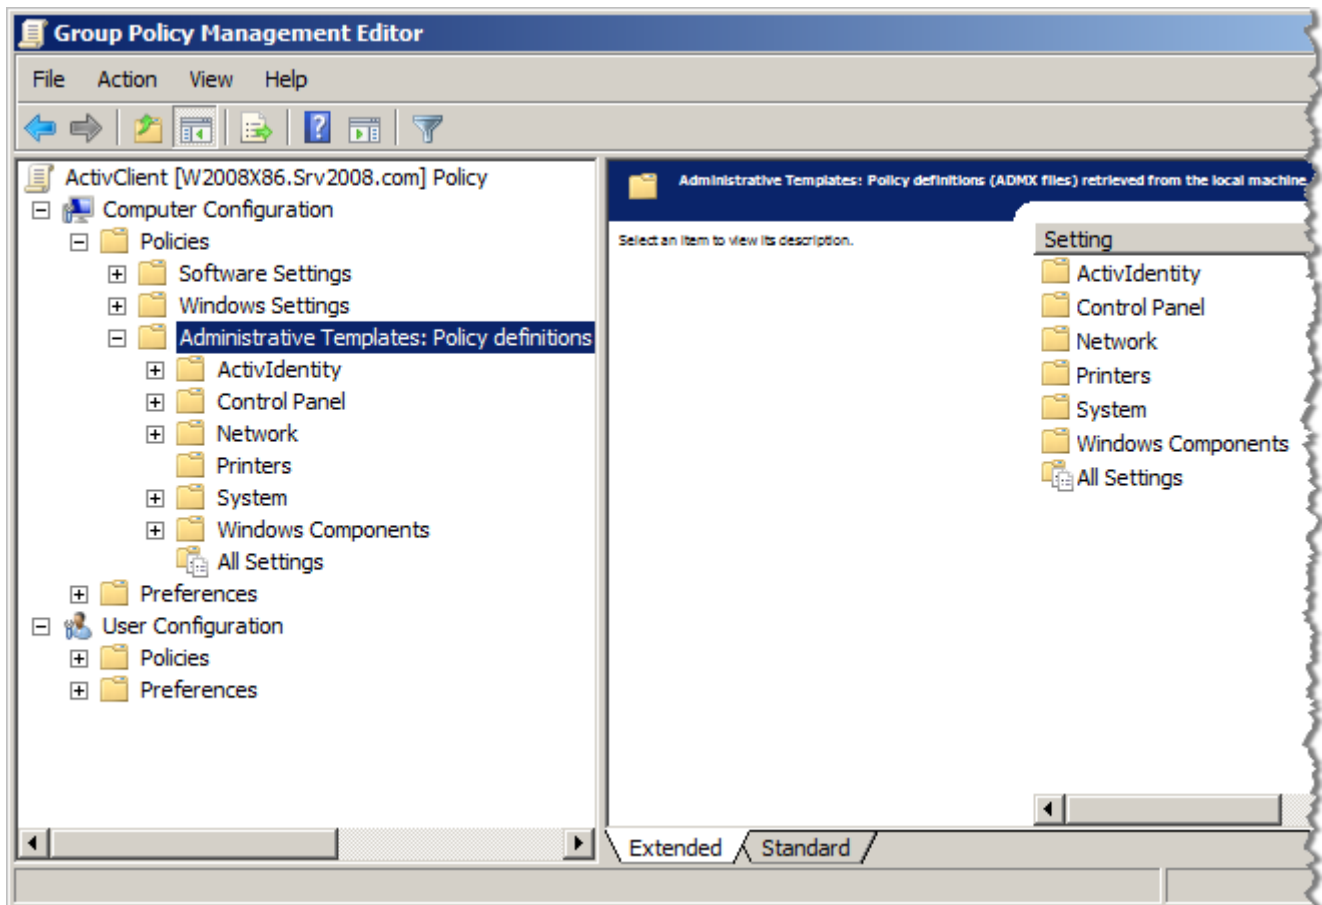 Group Policy Management Editor
File Action View Help
ActivClient [W2008X86.Srv2008.com] Policy
Computer Configuration
Policies
Software Settings
Windows Settings
Administrative Templates: Policy definitions
ActivIdentity
Control Panel
Network
Printers
System
Windows Components
All Settings
Preferences
User Configuration
Policies
Preferences
Administrative Templates: Policy definitions (ADMX files) retrieved from the local machine
Select an item to view its description.
Setting
ActivIdentity
Control Panel
Network
Printers
System
Windows Components
All Settings
Extended Standard